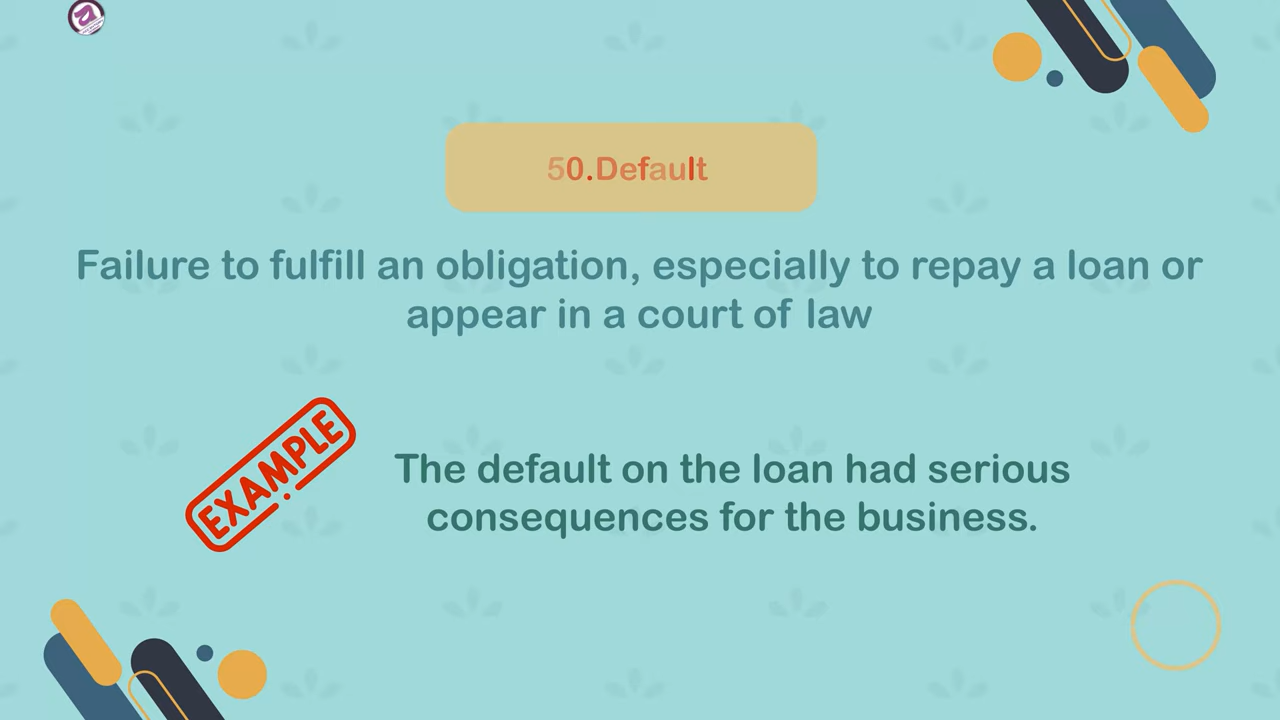 50.Default
Failure to fulfill an obligation, especially to repay a loan or
appear in a court of law
EXAMPLE
The default on the loan had serious
consequences for the business.